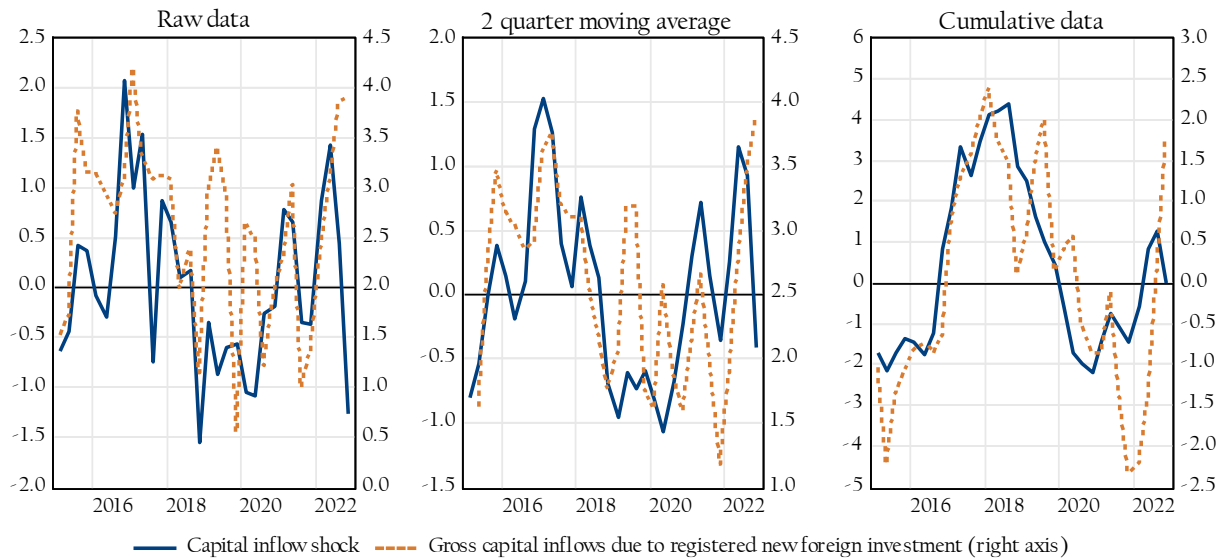 Raw data
2 quarter moving average
Cumulative data
2.5 4.5 2.0 4.5 6 3.0
2.0 4.0 1.5 4.0 5 2.5
1.5 3.5 1.0 3.5 4 2.0
1.0 3.0 0.5 3.0 3 1.5
0.5 2.5 0.0 2.5 2 1.0
0.0 2.0 -0.5 2.0 1 0.5
-0.5 1.5 -1.0 1.5 0 0.0
-1.0 1.0 -1.5 1.0 -1 -0.5
-1.5 0.5 -2 -1.0
-2.0 0.0 -3 -1.5
-4 -2.0
-5 -2.5
2016 2018 2020 2022 2016 2018 2020 2022 2016 2018 2020 2022
Capital inflow shock Gross capital inflows due to registered new foreign investment (right axis)